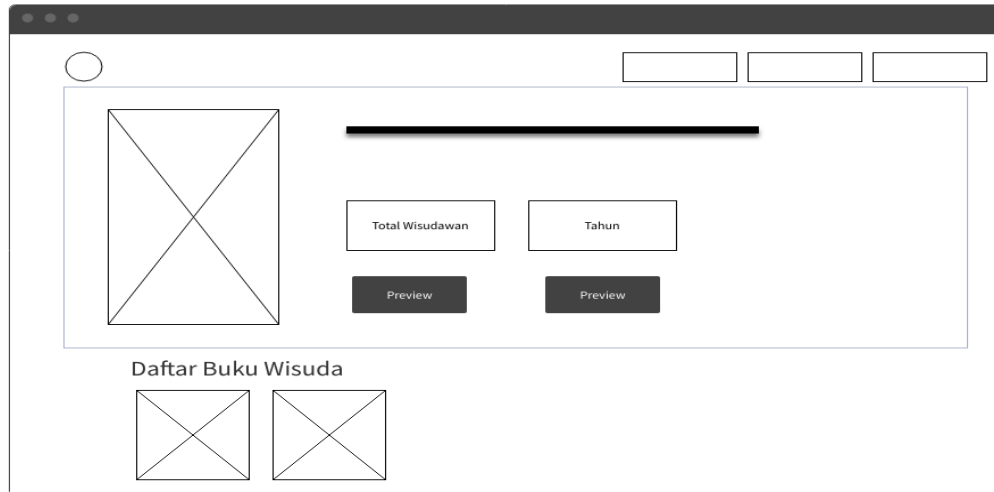 Total Wisudawan
Tahun
Preview
Preview
Daftar Buku Wisuda